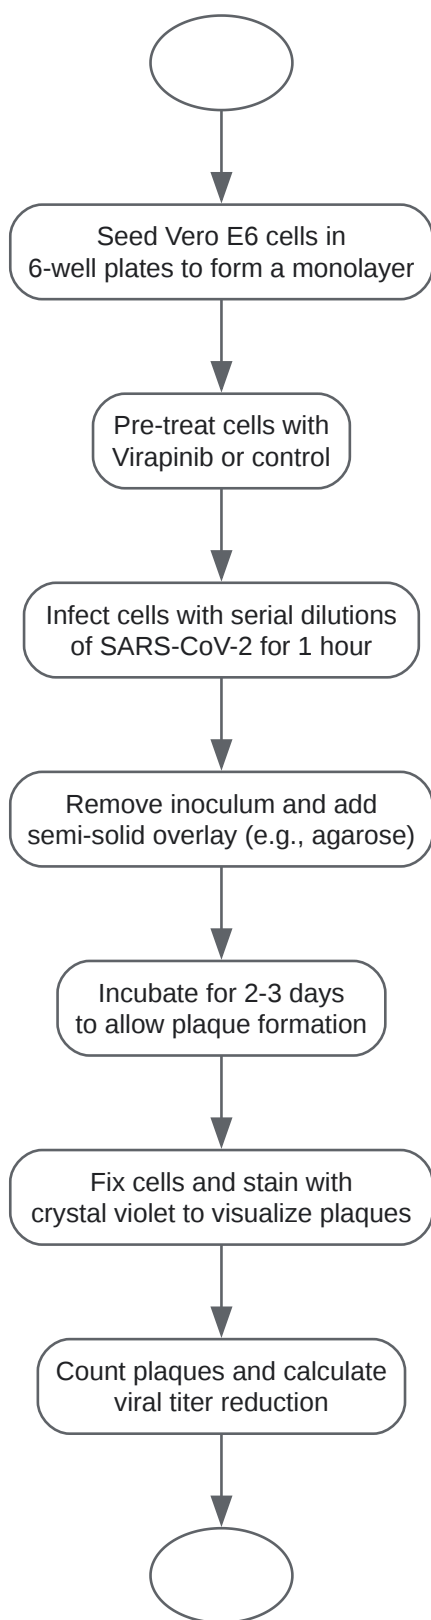 Seed Vero E6 cells in
6-well plates to form a monolayer
Pre-treat cells with
Virapinib or control
Infect cells with serial dilutions
of SARS-CoV-2 for 1 hour
Remove inoculum and add
semi-solid overlay (e.g., agarose)
Incubate for 2-3 days
to allow plaque formation
Fix cells and stain with
crystal violet to visualize plaques
Count plaques and calculate
viral titer reduction